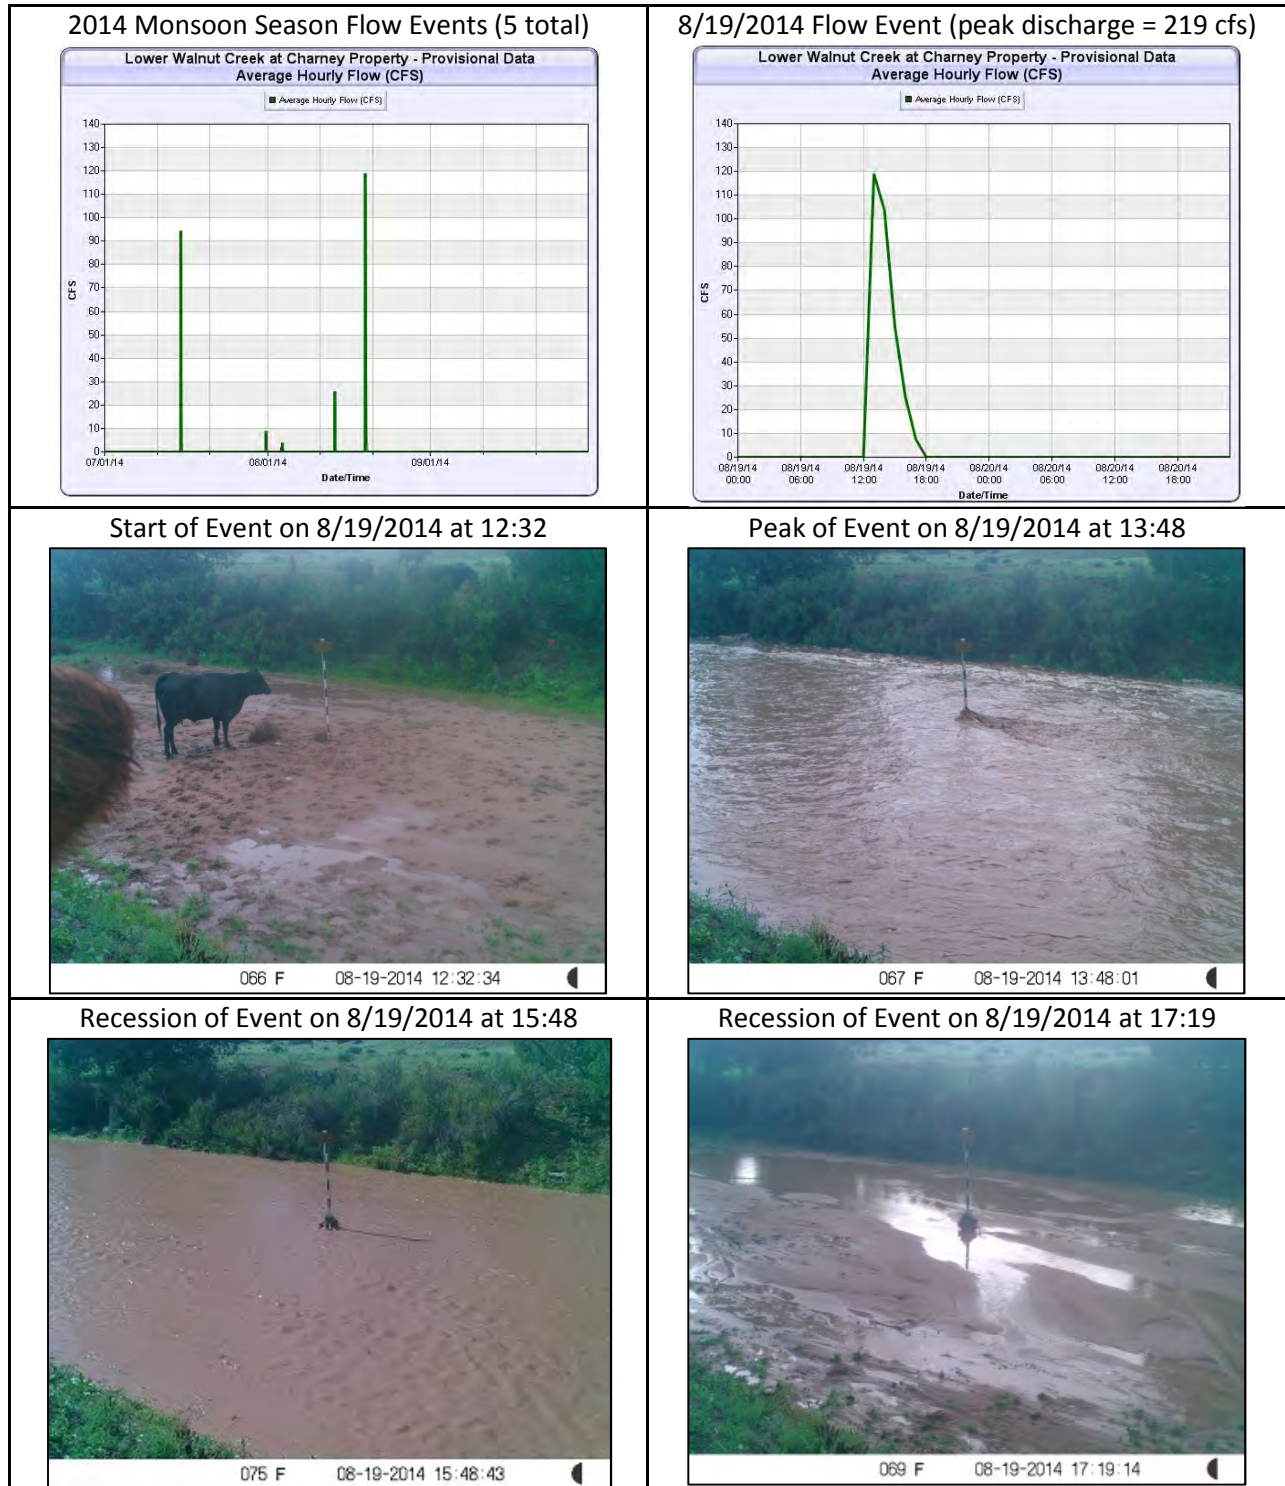 2014 Monsoon Season Flow Events (5 total)
Lower Walnut Creek at Charney Property - Provisional Data
Average Hourly Flow (CFS)
Average Hourly Flow (CFS)
140
130
120
110
100
90
80
70
60
50
40
30
20
10
0
CFS
07/01/14 08/01/14 09/01/14
Date/Time
8/19/2014 Flow Event (peak discharge = 219 cfs)
Lower Walnut Creek at Charney Property - Provisional Data
Average Hourly Flow (CFS)
Average Hourly Flow (CFS)
140
130
120
110
100
90
80
70
60
50
40
30
20
10
0
CFS
08/19/14 08/19/14 08/19/14 08/19/14 08/20/14 08/20/14 08/20/14 08/20/14
00:00 06:00 12:00 18:00 00:00 06:00 12:00 18:00
Date/Time
Start of Event on 8/19/2014 at 12:32
066 F 08-19-2014 12:32:34
Peak of Event on 8/19/2014 at 13:48
067 F 08-19-2014 13:48:01
Recession of Event on 8/19/2014 at 15:48
075 F 08-19-2014 15:48:43
Recession of Event on 8/19/2014 at 17:19
069 F 08-19-2014 17:19:14